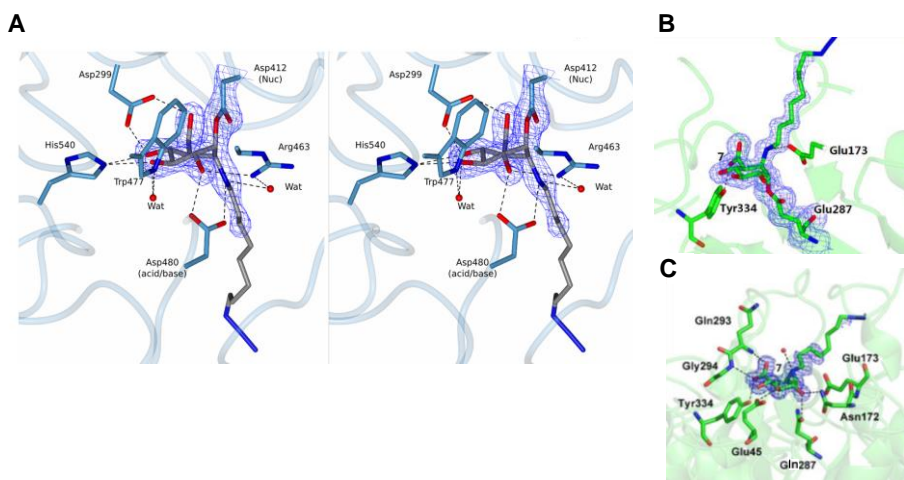 A
Asp299
Asp412
(Nuc)
His540
Arg463
Trp477
Wat
Wat
Asp480
(acid/base)
Asp299
Asp412
(Nuc)
His540
Arg463
Trp477
Wat
Wat
Asp480
(acid/base)
B
7
Glu173
Tyr334
Glu287
C
Gln293
Gly294
7
Glu173
Tyr334
Asn172
Glu45
Gln287